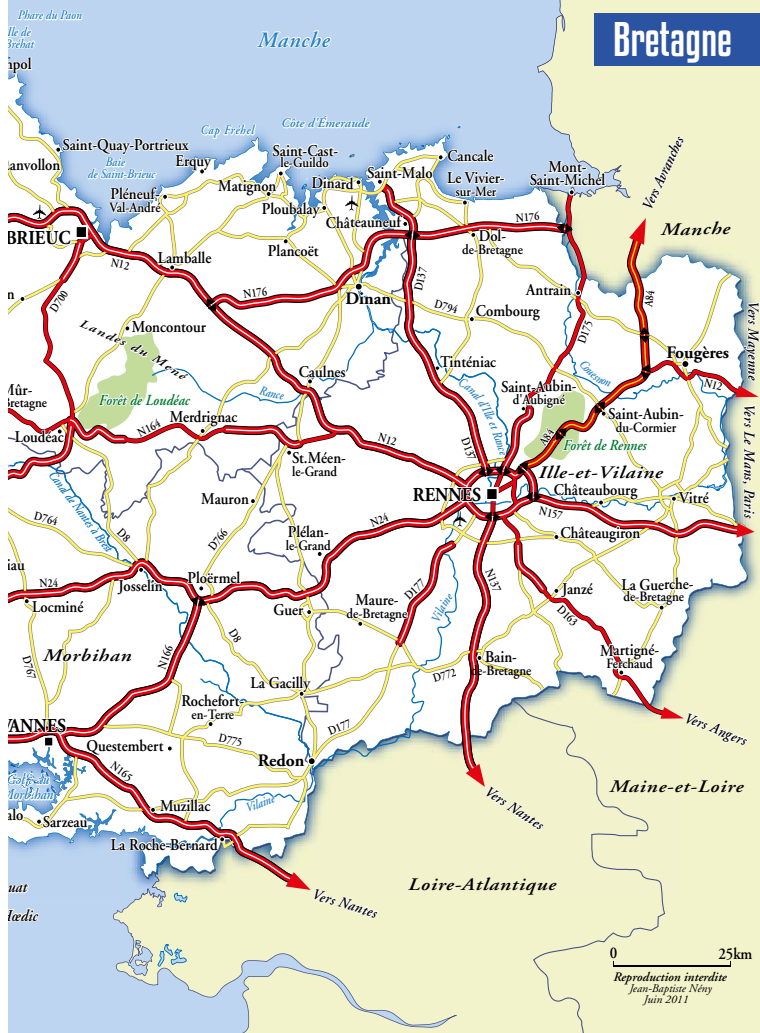 Phare du Paon
Ile de
Bréhat
Manche
Bretagne
Cap Fréhel
Côte d'Émeraude
Saint-Quay-Portrieux
Baie
de Saint-Brieuc
Erquy
Saint-Cast-
le-Guildo
Cancale
Pléneuf-
Val-André
Matignon
Dinard
Saint-Malo
Le Vivier-
sur-Mer
Mont-
Saint-Michel
Vers Avranches
Ploubalay
Châteauneuf
N176
Manche
BRIEUC
N12
Lamballe
Plancoët
Dol-
de-Bretagne
D700
N176
Dinan
D137
D794
Combourg
Antrain
A84
D175
Vers Mayenne
Moncontour
Landes du Mené
Caulnes
Tinténiac
Couesnon
Fougères
N12
Forêt de Loudéac
Rance
Canal d'Ille et Rance
Saint-Aubin-
d'Aubigné
Saint-Aubin-
du-Cormier
Vers Le Mans, Paris
Mûr-
Bretagne
Loudéac
N164
Merdrignac
N12
D137
A84
Forêt de Rennes
St.Méen-
le-Grand
Ille-et-Vilaine
Canal de Nantes à Brest
Mauron
RENNES
Châteaubourg
Vitré
D764
D8
D766
N24
N157
Plélan-
le-Grand
Châteaugiron
N24
Josselin
Ploërmel
D177
N137
Janzé
La Guerche-
de-Bretagne
Locminé
Guer
Maure-
de-Bretagne
Vilaine
D163
Morbihan
N166
D8
D767
D772
Bain-
de-Bretagne
Martigné-
Ferchaud
La Gacilly
Rochefort-
en-Terre
Vers Angers
VANNES
Questembert
D775
D177
Redon
N165
Golfe du
Morbihan
Muzillac
Vilaine
Sarzeau
La Roche-Bernard
Vers Nantes
Maine-et-Loire
Vers Nantes
Loire-Atlantique
0 25km
Reproduction interdite
Jean-Baptiste Nény
Juin 2011